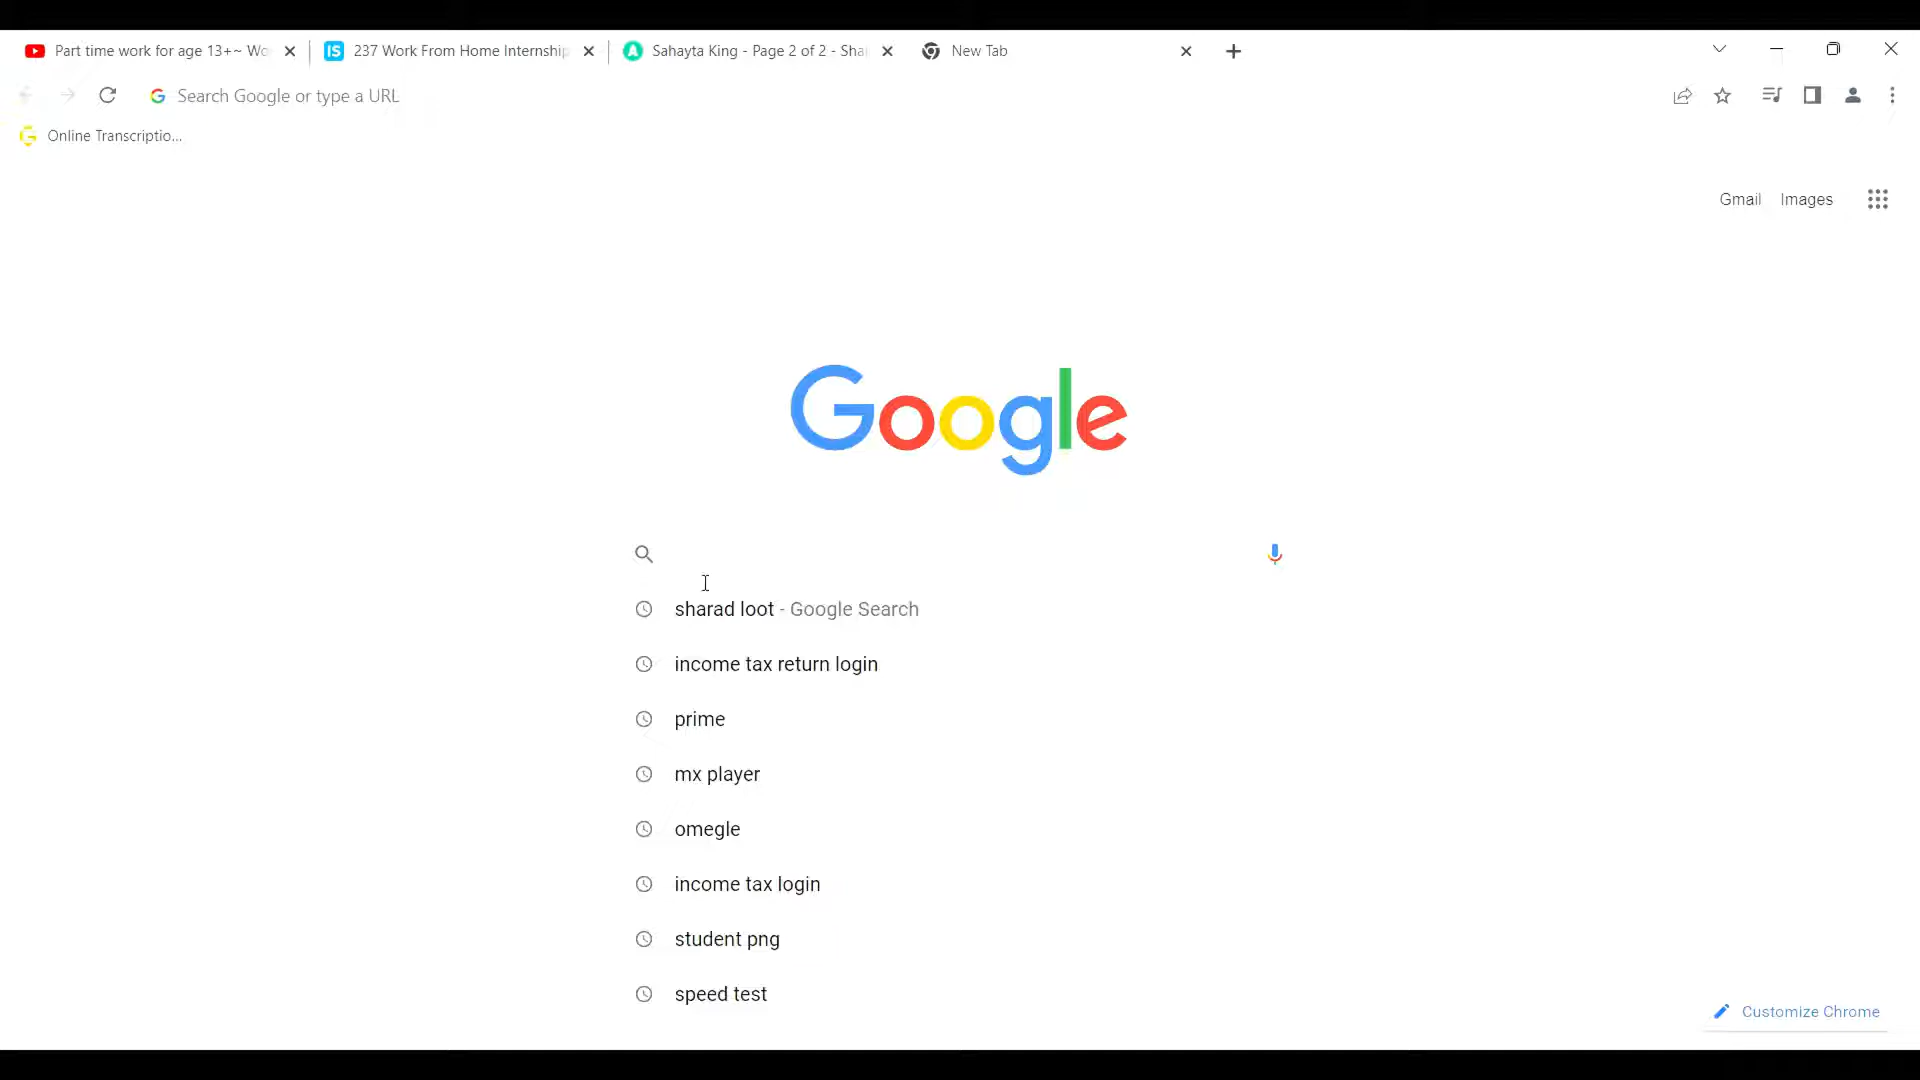 Part time work for age 13+~ Wo
237 Work From Home Internship
Sahayta King - Page 2 of 2 - Sha
New Tab
Search Google or type a URL
Online Transcriptio...
Gmail Images
Google
sharad loot - Google Search
income tax return login
prime
mx player
omegle
income tax login
student png
speed test
Customize Chrome